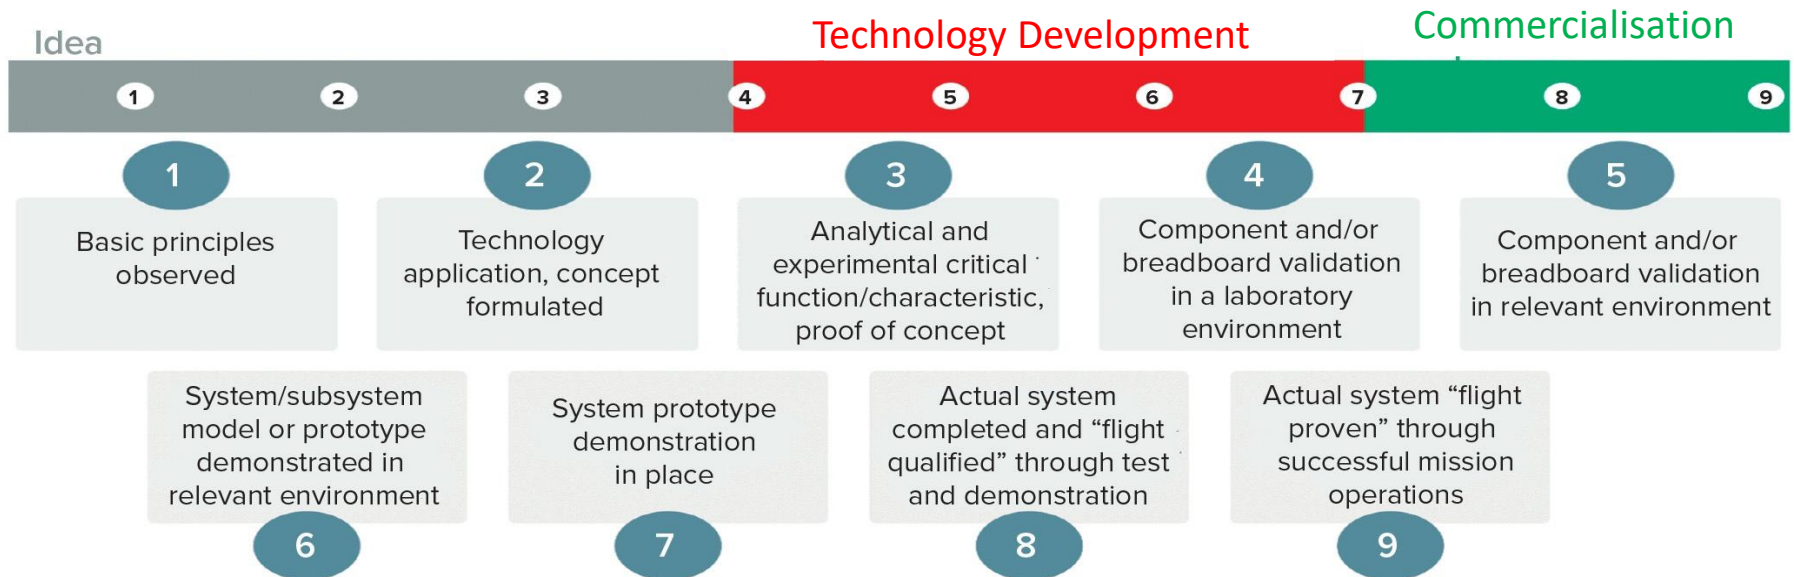 Idea
Technology Development
Commercialisation
1 2 3 4 5 6 7 8 9
1
Basic principles
observed
2
Technology
application, concept
formulated
3
Analytical and
experimental critical
function/characteristic,
proof of concept
4
Component and/or
breadboard validation
in a laboratory
environment
5
Component and/or
breadboard validation
in relevant environment
System/subsystem
model or prototype
demonstrated in
relevant environment
6
System prototype
demonstration
in place
7
Actual system
completed and “flight
qualified” through test
and demonstration
8
Actual system “flight
proven” through
successful mission
operations
9